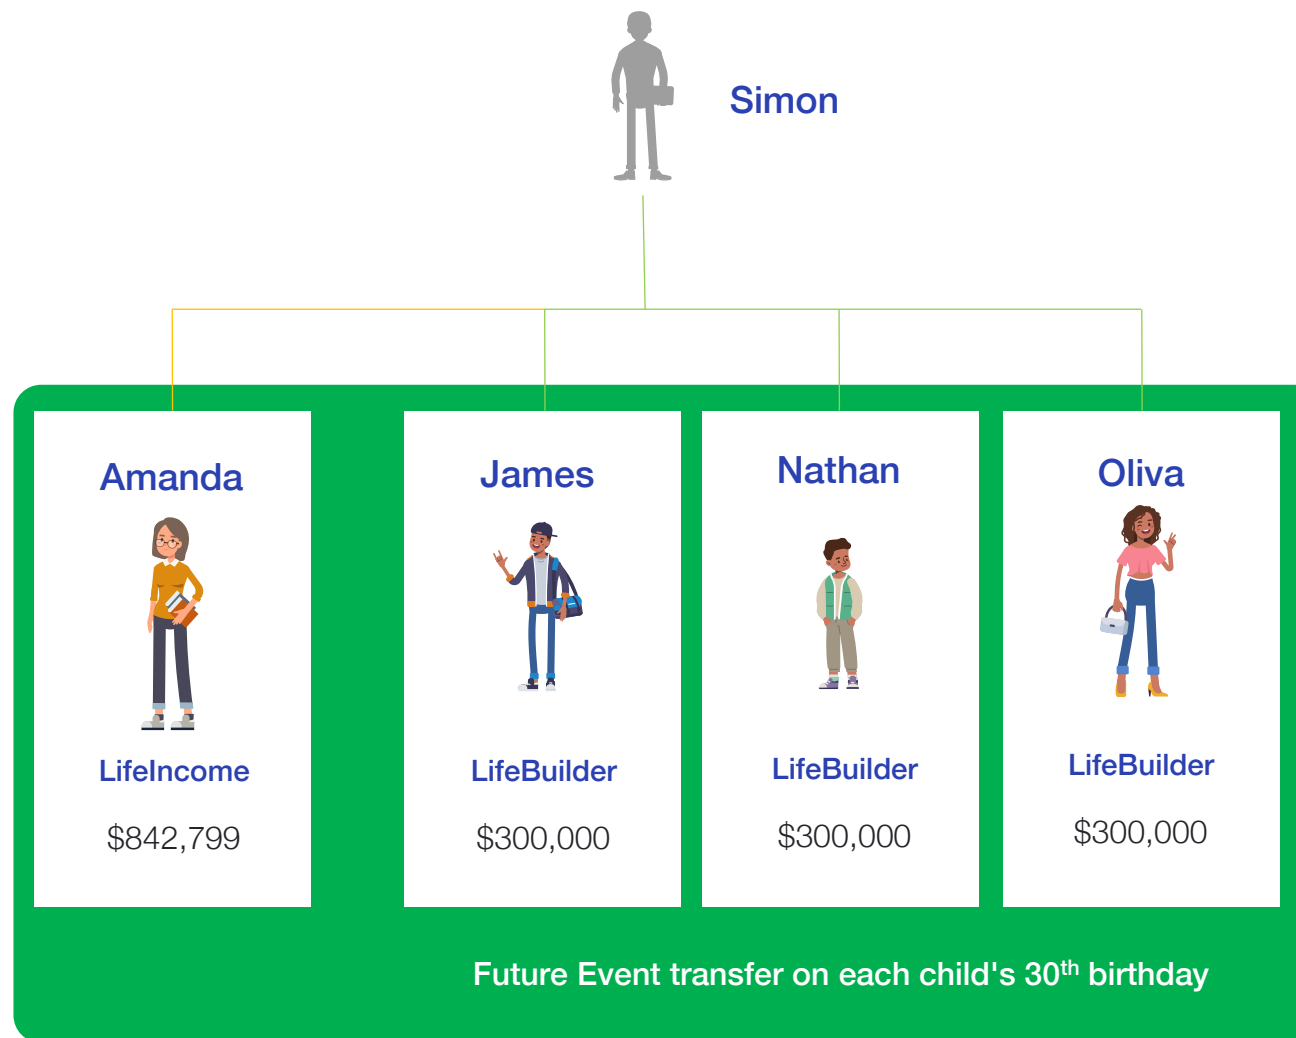 Simon
Amanda
James
Nathan
Oliva
LifeIncome
LifeBuilder
LifeBuilder
LifeBuilder
$842,799
$300,000
$300,000
$300,000
Future Event transfer on each child's 30th birthday